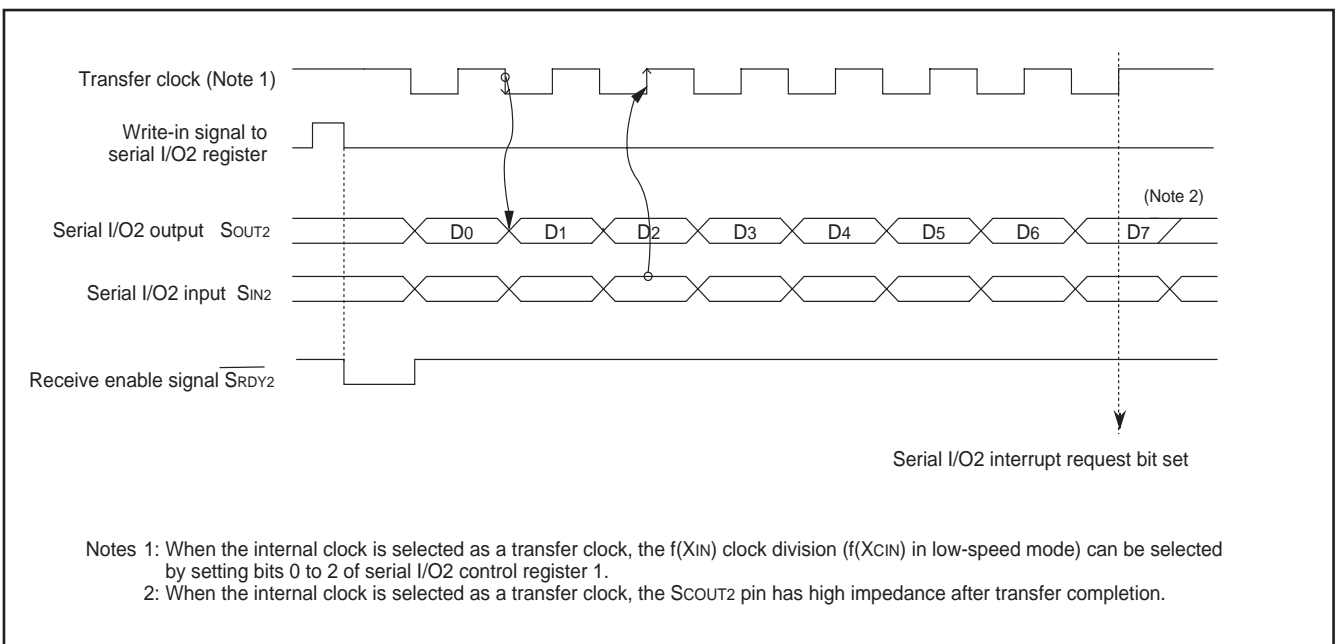 Transfer clock (Note 1)
Write-in signal to
serial I/O2 register
(Note 2)
Serial I/O2 output SOUT2
D0 D1 D2 D3 D4 D5 D6 D7
Serial I/O2 input SIN2
Receive enable signal SRDY2
Serial I/O2 interrupt request bit set
Notes 1: When the internal clock is selected as a transfer clock, the f(XIN) clock division (f(XCIN) in low-speed mode) can be selected
by setting bits 0 to 2 of serial I/O2 control register 1.
2: When the internal clock is selected as a transfer clock, the SCOUT2 pin has high impedance after transfer completion.